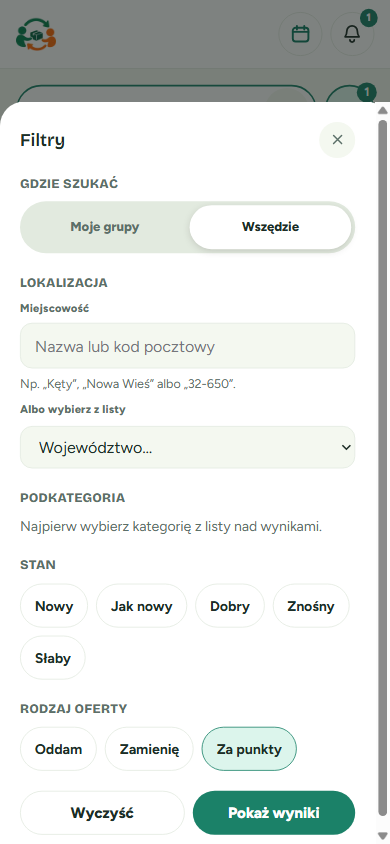 1
1
Filtry
GDZIE SZUKAĆ
Moje grupy
Wszędzie
LOKALIZACJA
Miejscowość
Nazwa lub kod pocztowy
Np. „Kęty”, „Nowa Wieś” albo „32-650”.
Albo wybierz z listy
Województwo...
PODKATEGORIA
Najpierw wybierz kategorię z listy nad wynikami.
STAN
Nowy
Jak nowy
Dobry
Znośny
Słaby
RODZAJ OFERTY
Oddam
Zamienię
Za punkty
Wyczyść
Pokaż wyniki